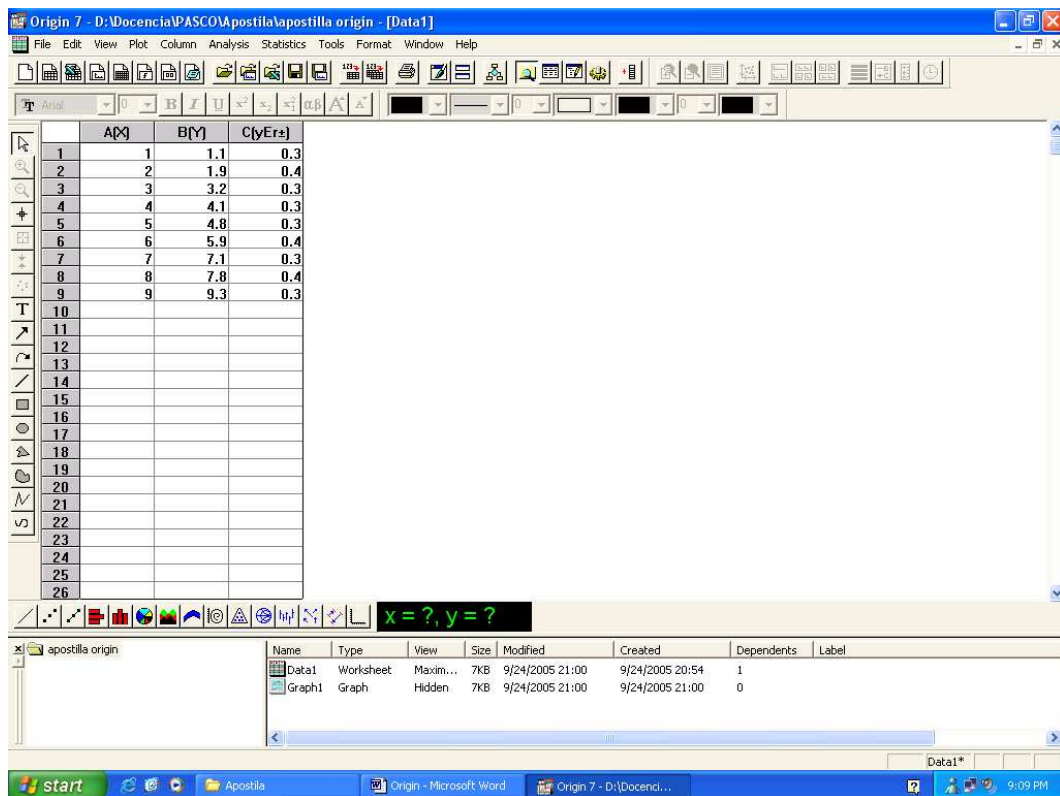 Origin 7 - D:\Docencia\PASCO\Apostila\apostilla origin - [Data1]
File Edit View Plot Column Analysis Statistics Tools Format Window Help
Arial 0 B I U x² x₂ αβ A A 0 0
A(X) B(Y) C(yEr±)
1 1 1.1 0.3
2 2 1.9 0.4
3 3 3.2 0.3
4 4 4.1 0.3
5 5 4.8 0.3
6 6 5.9 0.4
7 7 7.1 0.3
8 8 7.8 0.4
9 9 9.3 0.3
10
11
12
13
14
15
16
17
18
19
20
21
22
23
24
25
26
x = ?, y = ?
apostilla origin
Name Type View Size Modified Created Dependents Label
Data1 Worksheet Maxim... 7KB 9/24/2005 21:00 9/24/2005 20:54 1
Graph1 Graph Hidden 7KB 9/24/2005 21:00 9/24/2005 21:00 0
Data1*
start Apostila Origin - Microsoft Word Origin 7 - D:\Docenci... 9:09 PM